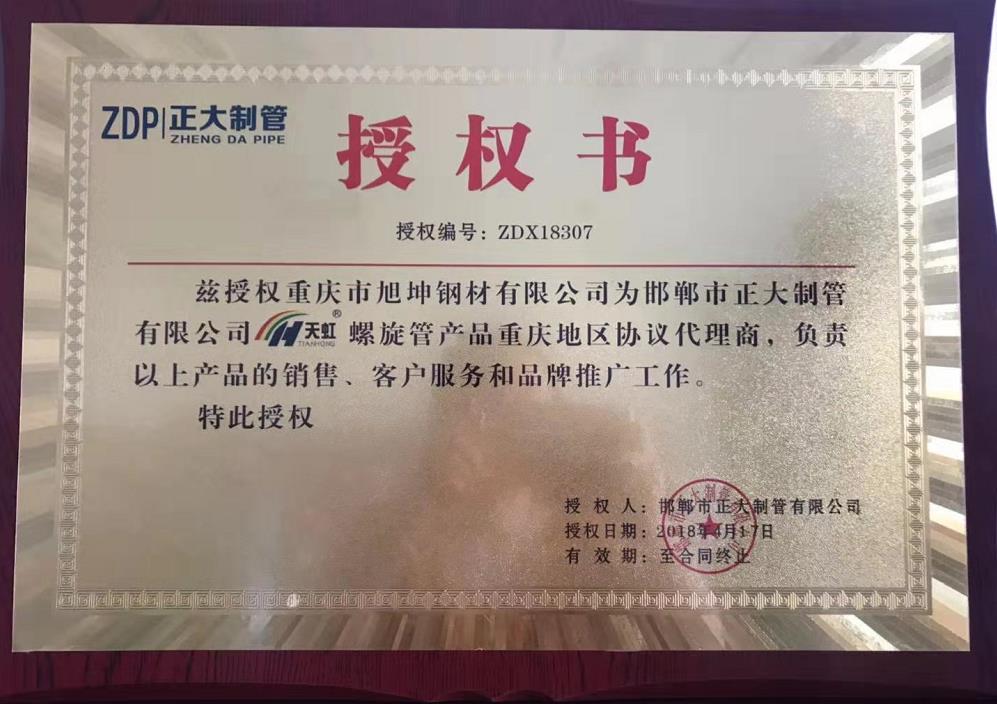 ZDP 正大制管
ZHENG DA PIPE
授权书
授权编号：ZDX18307
兹授权重庆市旭坤钢材有限公司为邯郸市正大制管
有限公司天虹®螺旋管产品重庆地区协议代理商，负责
TIANHONG
以上产品的销售、客户服务和品牌推广工作。
特此授权
授 权 人：邯郸市正大制管有限公司
授权日期：2018年4月17日
有 效 期：至合同终止